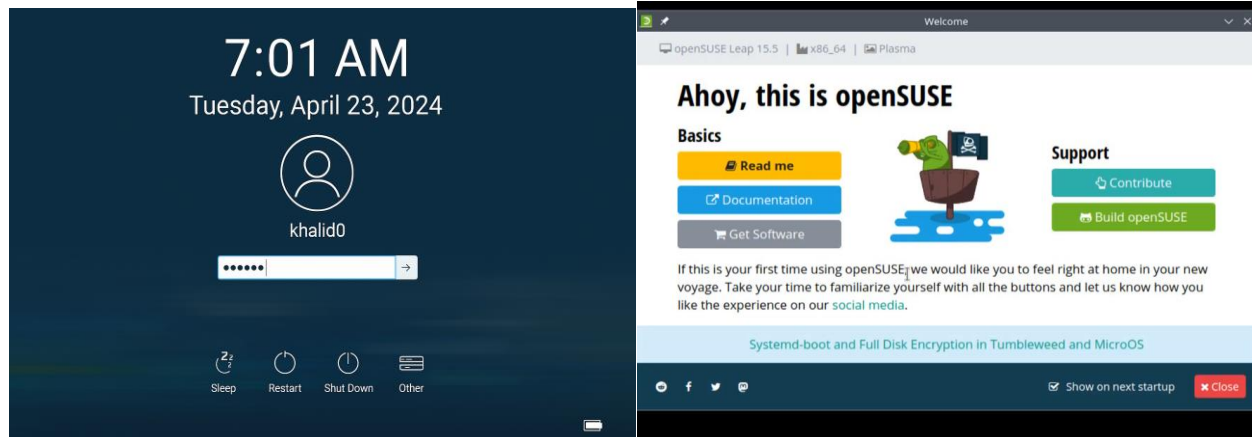 7:01 AM
Tuesday, April 23, 2024
khalid0
Sleep
Restart
Shut Down
Other
Welcome
openSUSE Leap 15.5 | x86_64 | Plasma
Ahoy, this is openSUSE
Basics
Read me
Documentation
Get Software
Support
Contribute
Build openSUSE
If this is your first time using openSUSE, we would like you to feel right at home in your new
voyage. Take your time to familiarize yourself with all the buttons and let us know how you
like the experience on our social media.
Systemd-boot and Full Disk Encryption in Tumbleweed and MicroOS
Show on next startup
Close